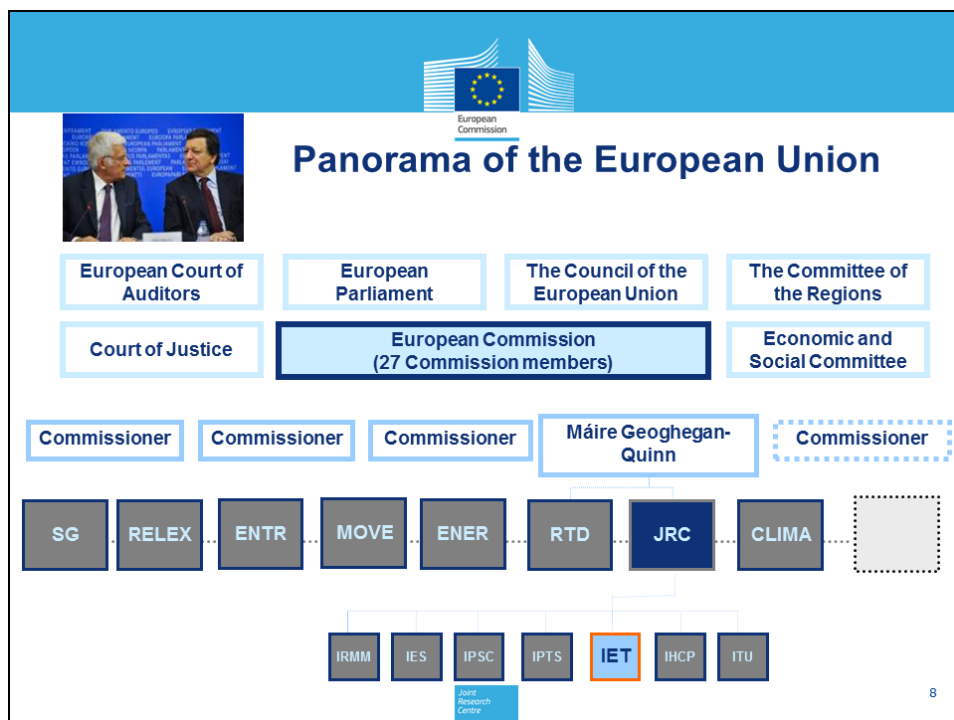 European
Commission
Panorama of the European Union
European Court of
Auditors
European
Parliament
The Council of the
European Union
The Committee of
the Regions
Court of Justice
European Commission
(27 Commission members)
Economic and
Social Committee
Commissioner
Commissioner
Commissioner
Máire Geoghegan-
Quinn
Commissioner
SG
RELEX
ENTR
MOVE
ENER
RTD
JRC
CLIMA
IRMM
IES
IPSC
IPTS
IET
IHCP
ITU
Joint
Research
Centre
8